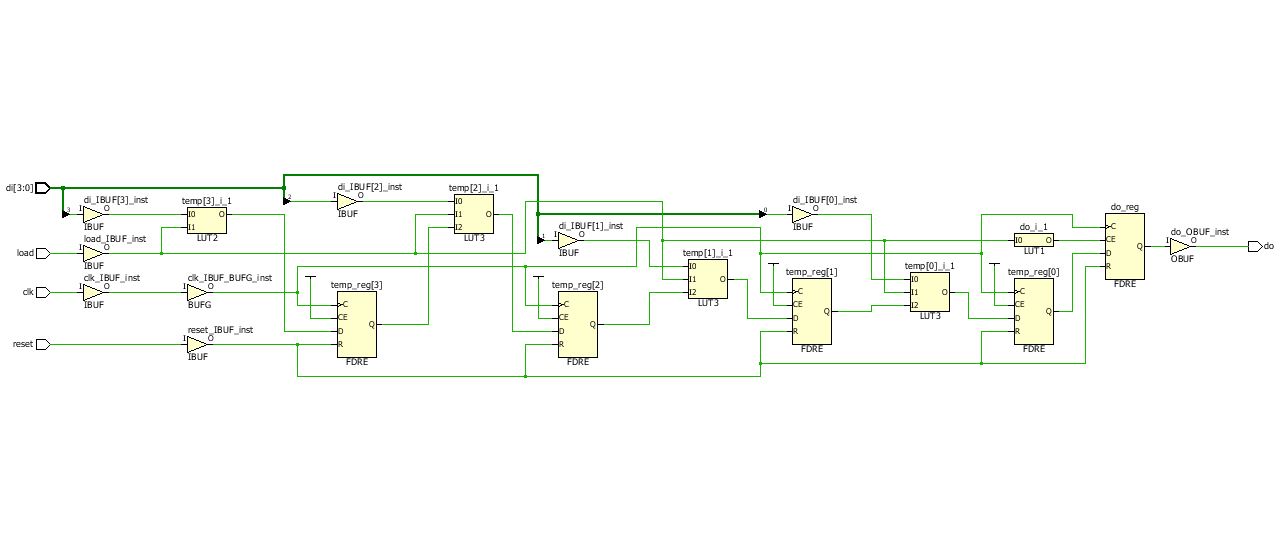 di[3:0]
3
I
di_IBUF[3]_inst
O
IBUF
temp[3]_i_1
I0
I1
O
LUT2
load
I
load_IBUF_inst
O
IBUF
clk
I
clk_IBUF_inst
O
IBUF
I
clk_IBUF_BUFG_inst
O
BUFG
reset
I
reset_IBUF_inst
O
IBUF
2
I
di_IBUF[2]_inst
O
IBUF
temp_reg[3]
C
CE
D
R
Q
FDRE
temp[2]_i_1
I0
I1
I2
O
LUT3
1
I
di_IBUF[1]_inst
O
IBUF
temp_reg[2]
C
CE
D
R
Q
FDRE
temp[1]_i_1
I0
I1
I2
O
LUT3
0
I
di_IBUF[0]_inst
O
IBUF
temp_reg[1]
C
CE
D
R
Q
FDRE
temp[0]_i_1
I0
I1
I2
O
LUT3
do_i_1
I0
O
LUT1
temp_reg[0]
C
CE
D
R
Q
FDRE
do_reg
C
CE
D
R
Q
FDRE
I
do_OBUF_inst
O
OBUF
do